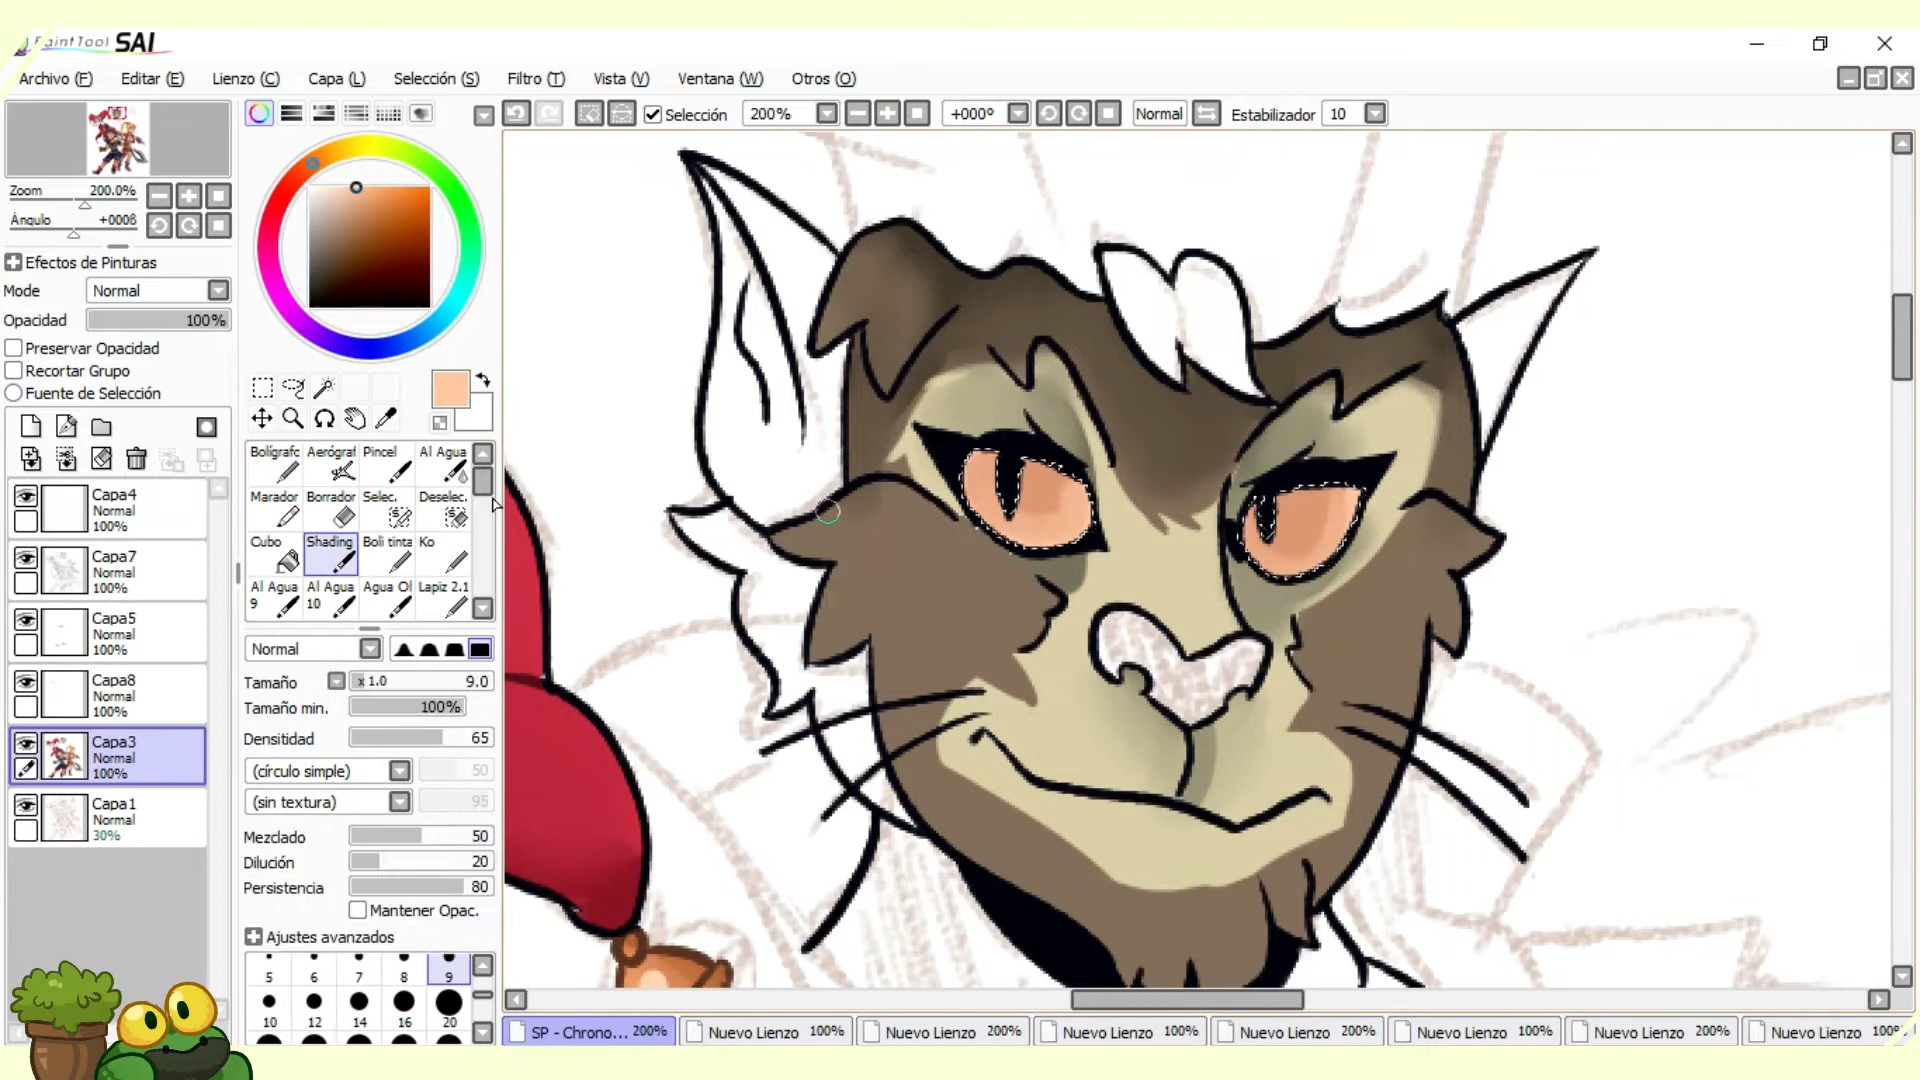 PaintTool SAI
Archivo (F) Editar (E) Lienzo (C) Capa (L) Selección (S) Filtro (T) Vista (V) Ventana (W) Otros (O)
Selección 200% +000º Normal Estabilizador 10
Zoom 200.0%
Ángulo +000ß
Efectos de Pinturas
Modo Normal
Opacidad 100%
Preservar Opacidad
Recortar Grupo
Fuente de Selección
Capa4
Normal
100%
Capa7
Normal
100%
Capa5
Normal
100%
Capa8
Normal
100%
Capa3
Normal
100%
Capa1
Normal
30%
Bolígrafc Aerógraf Pincel Al Agua
Marador Borrador Selec. Deselec.
Cubo Shading Boli tinta Ko
Al Agua 9 Al Agua 10 Agua Ol Lapiz 2.1
Normal
Tamaño x 1.0 9.0
Tamaño min. 100%
Densitidad 65
(círculo simple) 50
(sin textura) 95
Mezclado 50
Dilución 20
Persistencia 80
Mantener Opac.
Ajustes avanzados
5 6 7 8 9
10 12 14 16 20
SP - Chrono... 200% Nuevo Lienzo 100% Nuevo Lienzo 200% Nuevo Lienzo 100% Nuevo Lienzo 200% Nuevo Lienzo 100% Nuevo Lienzo 200% Nuevo Lienzo 100%